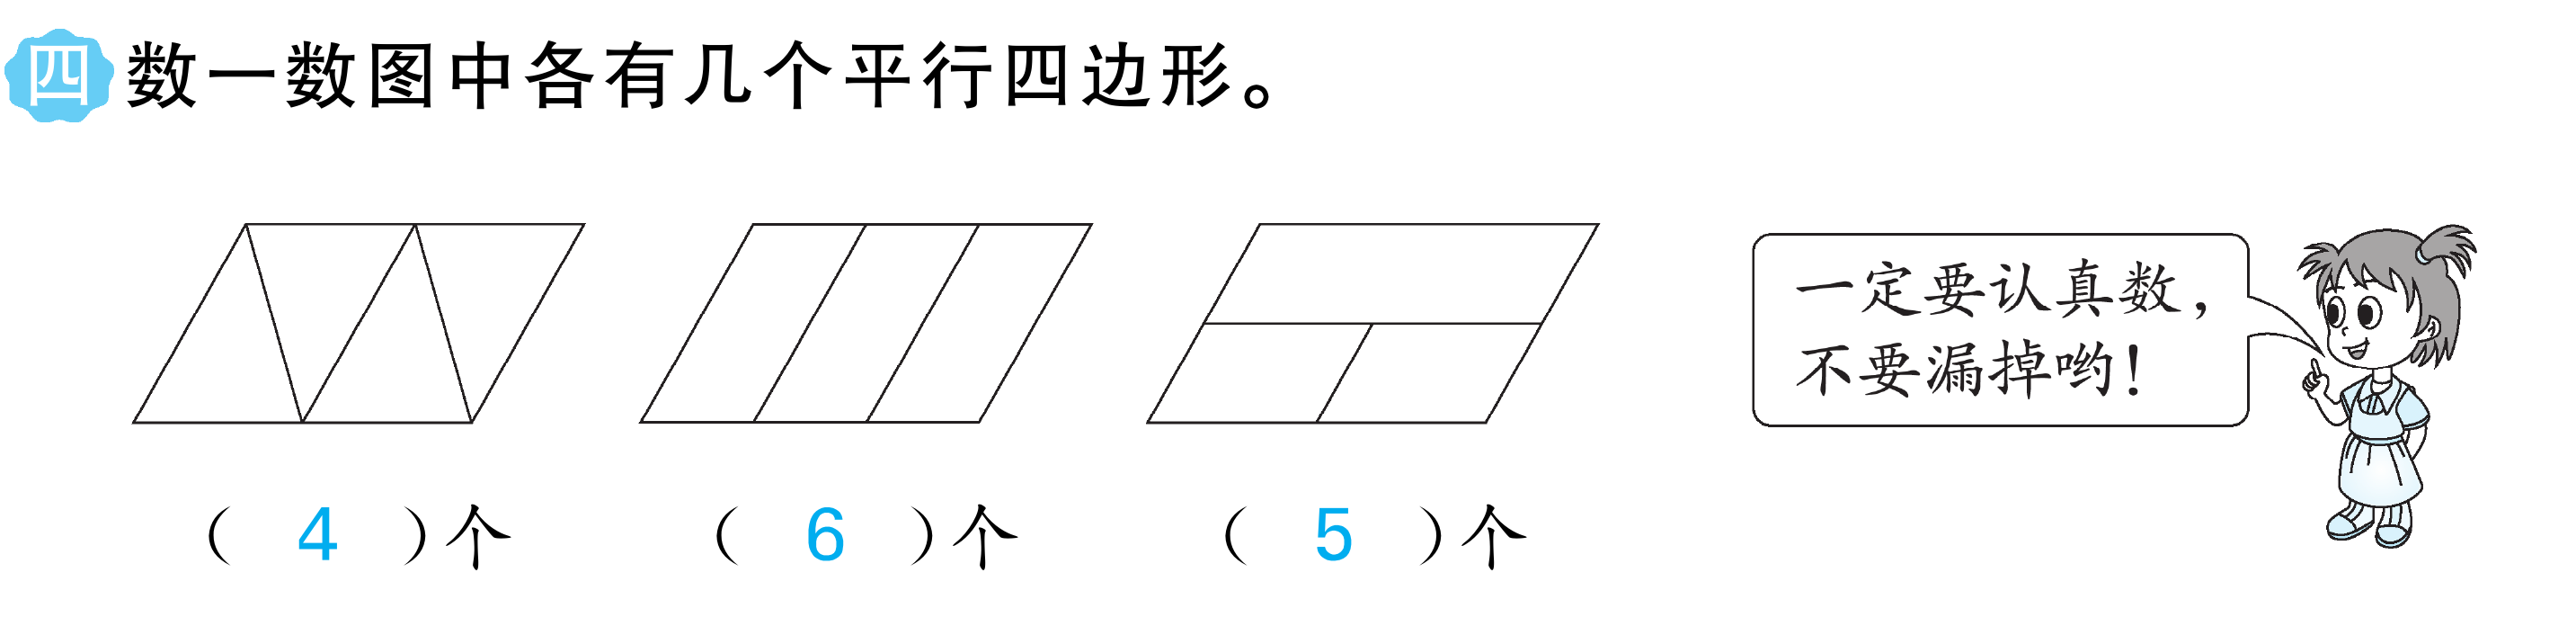 四 数一数图中各有几个平行四边形。
一定要认真数，
不要漏掉哟！
（ 4 ）个 （ 6 ）个 （ 5 ）个